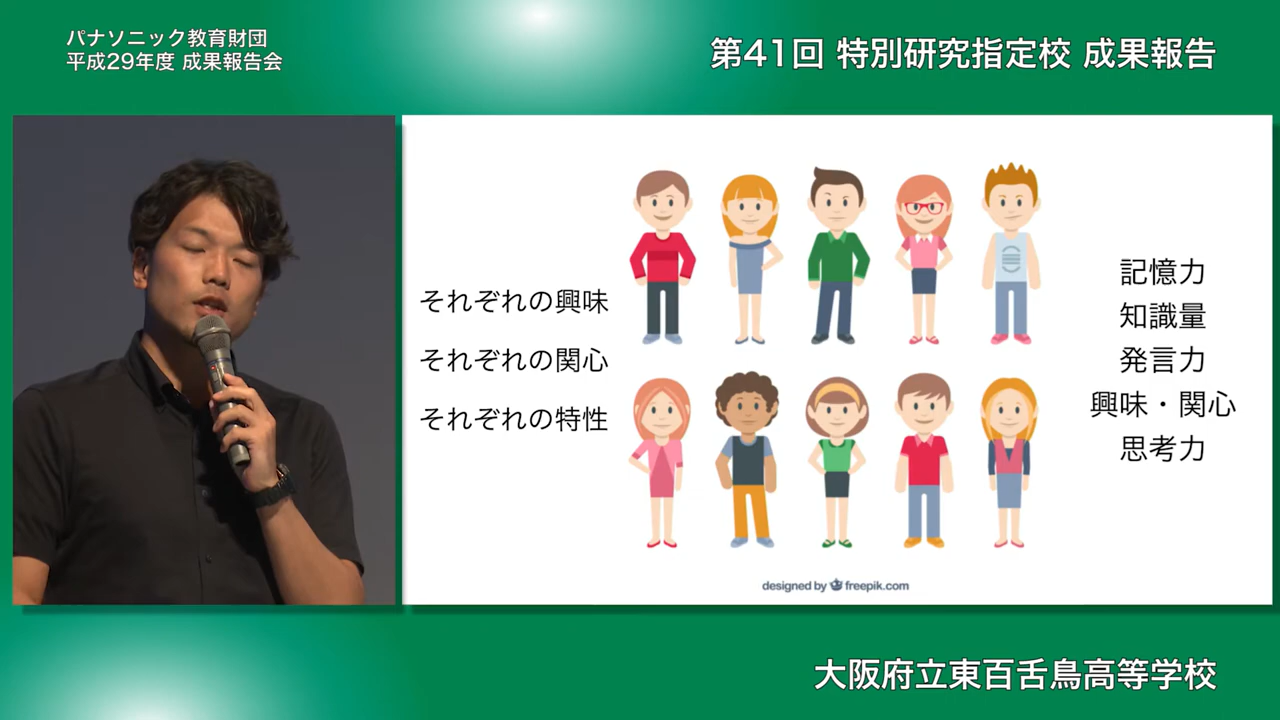 パナソニック教育財団
平成29年度 成果報告会
第41回 特別研究指定校 成果報告
それぞれの興味
それぞれの関心
それぞれの特性
記憶力
知識量
発言力
興味・関心
思考力
designed by freepik.com
大阪府立東百舌鳥高等学校